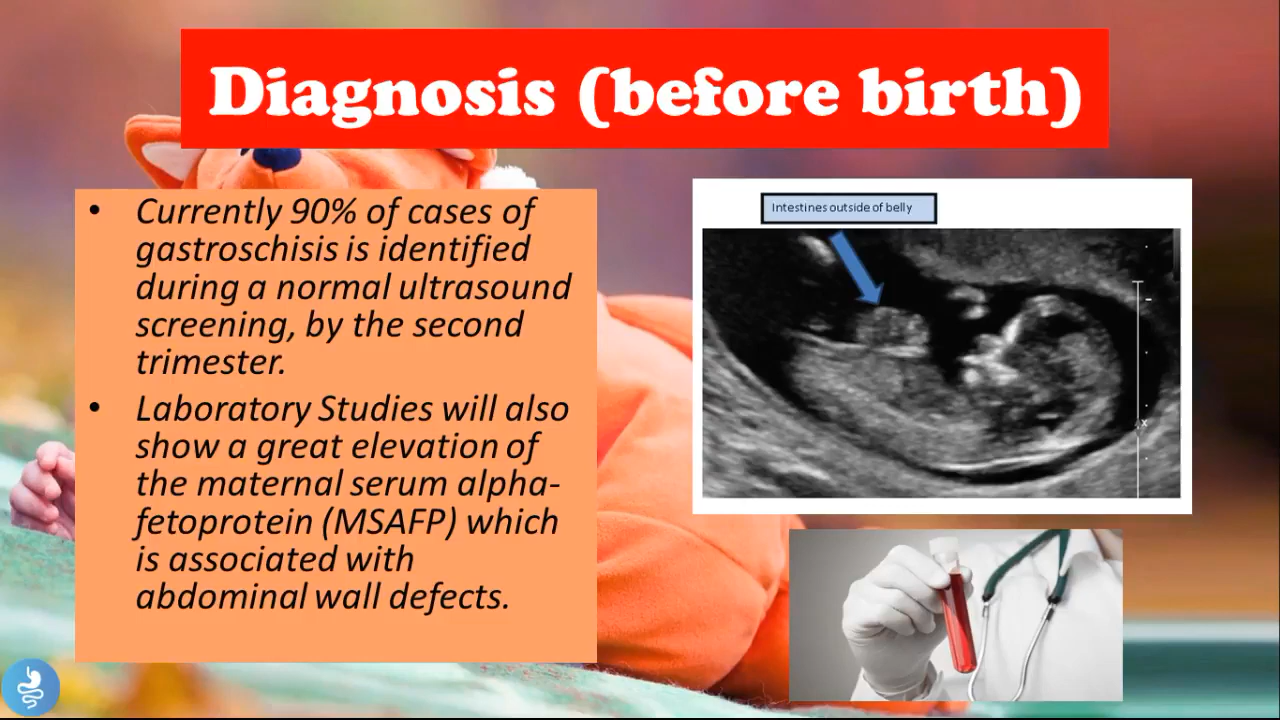 Diagnosis (before birth)
• Currently 90% of cases of
gastroschisis is identified
during a normal ultrasound
screening, by the second
trimester.
• Laboratory Studies will also
show a great elevation of
the maternal serum alpha-
fetoprotein (MSAFP) which
is associated with
abdominal wall defects.
Intestines outside of belly
x